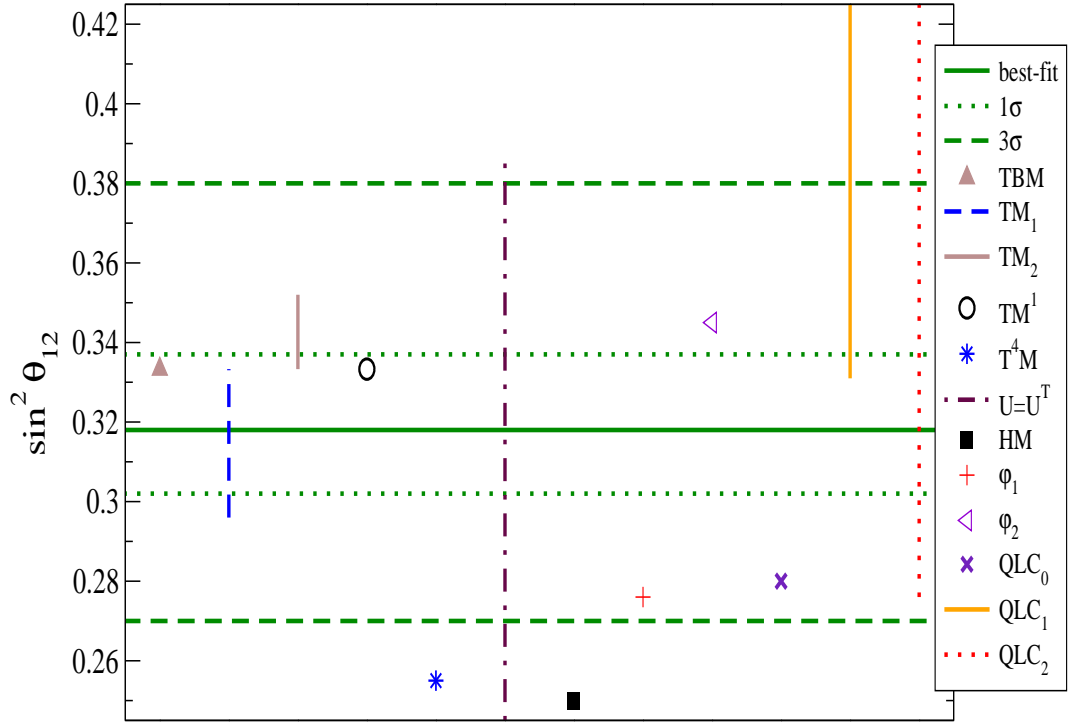 0.42
0.4
0.38
0.36
0.34
0.32
0.3
0.28
0.26
sin² θ₁₂
best-fit
1σ
3σ
TBM
TM₁
TM₂
TM¹
T⁴M
U=Uᵀ
HM
φ₁
φ₂
QLC₀
QLC₁
QLC₂